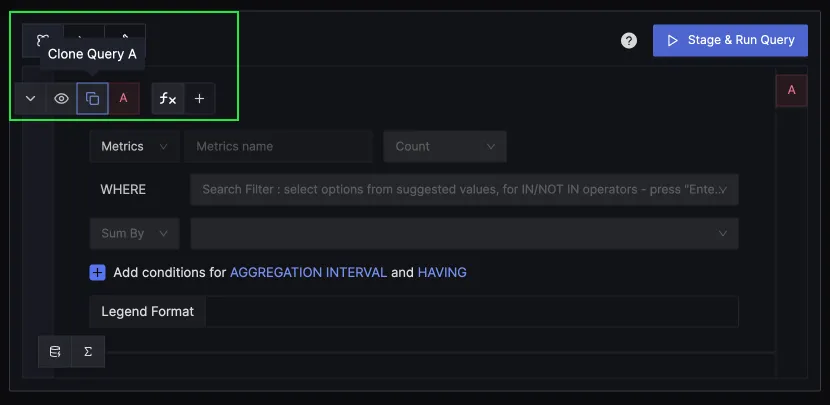 Clone Query A
? Stage & Run Query
A fx + A
Metrics Metrics name Count
WHERE Search Filter : select options from suggested values, for IN/NOT IN operators - press "Ente..
Sum By
+ Add conditions for AGGREGATION INTERVAL and HAVING
Legend Format
Σ